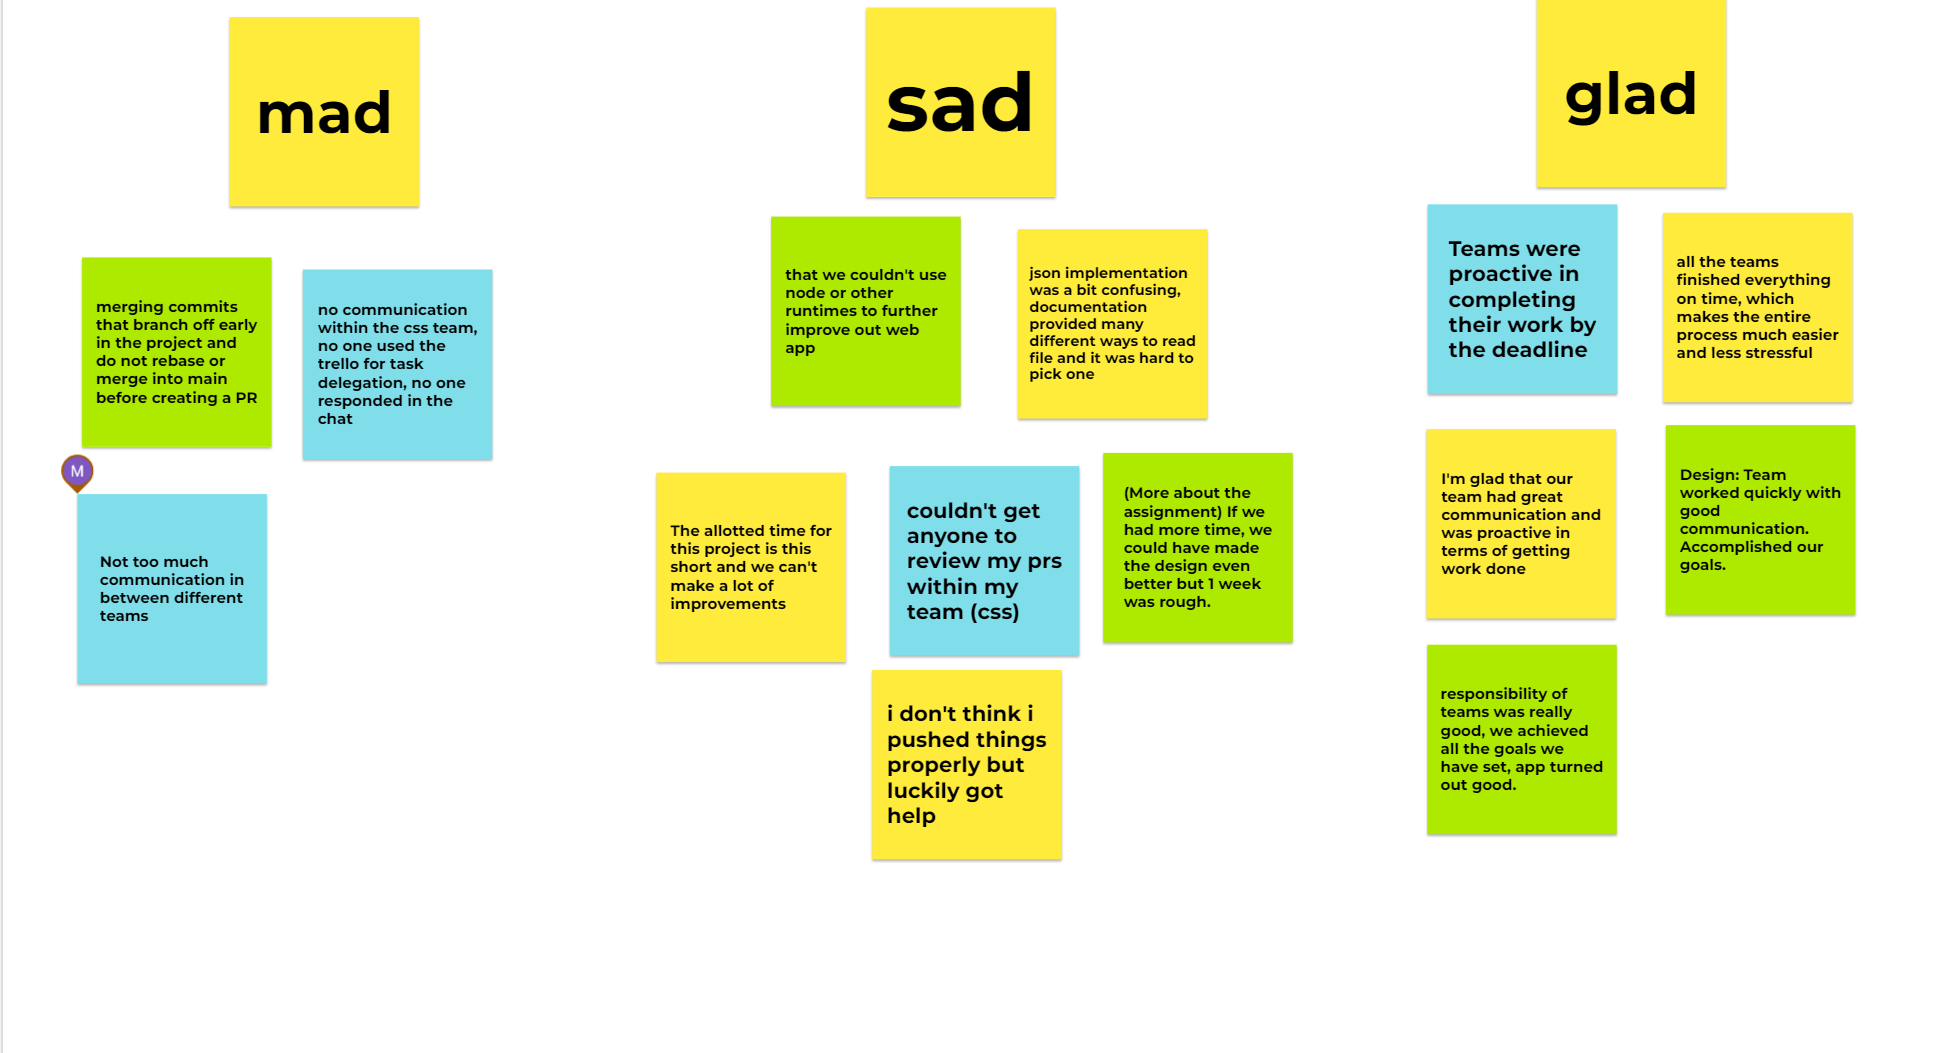 mad
merging commits
that branch off early
in the project and
do not rebase or
merge into main
before creating a PR
no communication
within the css team,
no one used the
trello for task
delegation, no one
responded in the
chat
M
Not too much
communication in
between different
teams
sad
that we couldn't use
node or other
runtimes to further
improve out web
app
json implementation
was a bit confusing,
documentation
provided many
different ways to read
file and it was hard to
pick one
The allotted time for
this project is this
short and we can't
make a lot of
improvements
couldn't get
anyone to
review my prs
within my
team (css)
(More about the
assignment) If we
had more time, we
could have made
the design even
better but 1 week
was rough.
i don't think i
pushed things
properly but
luckily got
help
glad
Teams were
proactive in
completing
their work by
the deadline
all the teams
finished everything
on time, which
makes the entire
process much easier
and less stressful
I'm glad that our
team had great
communication and
was proactive in
terms of getting
work done
Design: Team
worked quickly with
good
communication.
Accomplished our
goals.
responsibility of
teams was really
good, we achieved
all the goals we
have set, app turned
out good.